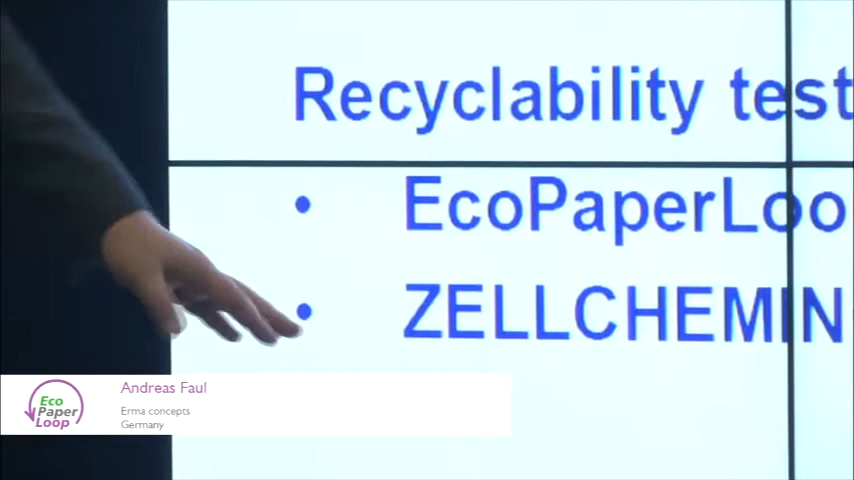 Recyclability test
• EcoPaperLoo
• ZELLCHEMIN
Eco
Paper
Loop
Andreas Faul
Erma concepts
Germany